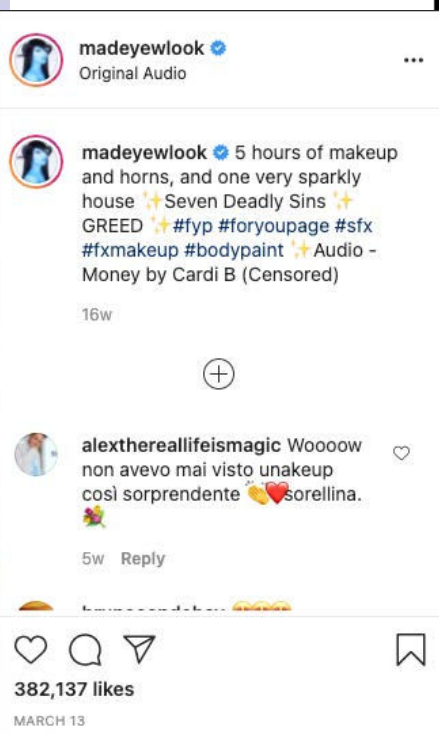 madeyewlook
Original Audio
madeyewlook 5 hours of makeup
and horns, and one very sparkly
house ✨Seven Deadly Sins ✨
GREED ✨#fyp #foryoupage #sfx
#fxmakeup #bodypaint ✨Audio -
Money by Cardi B (Censored)
16w
alexthereallifeismagic Woooow
non avevo mai visto unakeup
così sorprendente 👏❤️sorellina.
💐
5w Reply
382,137 likes
MARCH 13